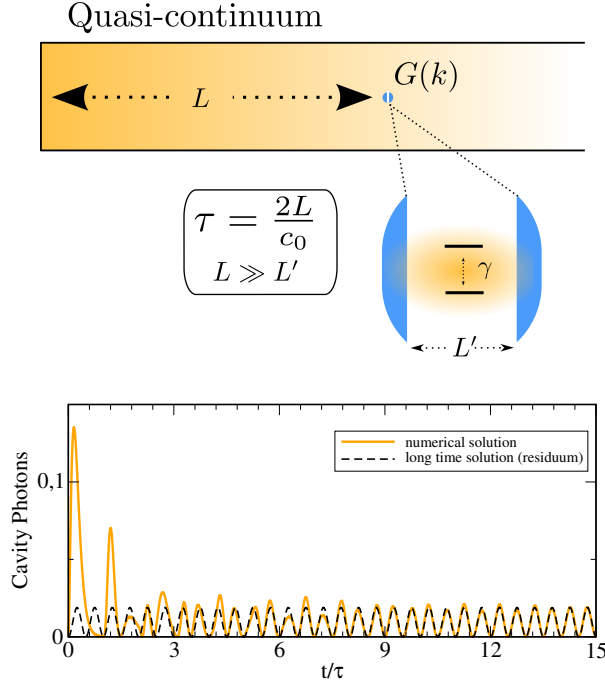 Quasi-continuum
L
G(k)
τ = 2L/c₀
L ≫ L′
γ
L′
numerical solution
long time solution (residuum)
Cavity Photons
0,1
0
0 3 6 9 12 15
t/τ